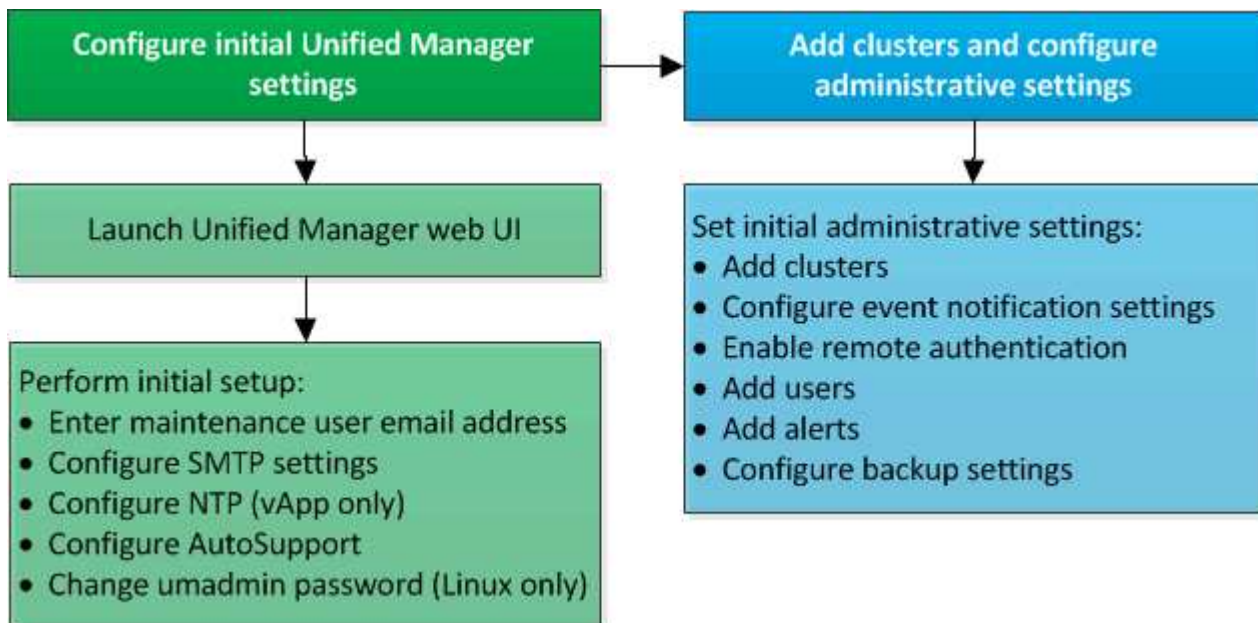 Configure initial Unified Manager
settings
Launch Unified Manager web UI
Perform initial setup:
• Enter maintenance user email address
• Configure SMTP settings
• Configure NTP (vApp only)
• Configure AutoSupport
• Change umadmin password (Linux only)
Add clusters and configure
administrative settings
Set initial administrative settings:
• Add clusters
• Configure event notification settings
• Enable remote authentication
• Add users
• Add alerts
• Configure backup settings